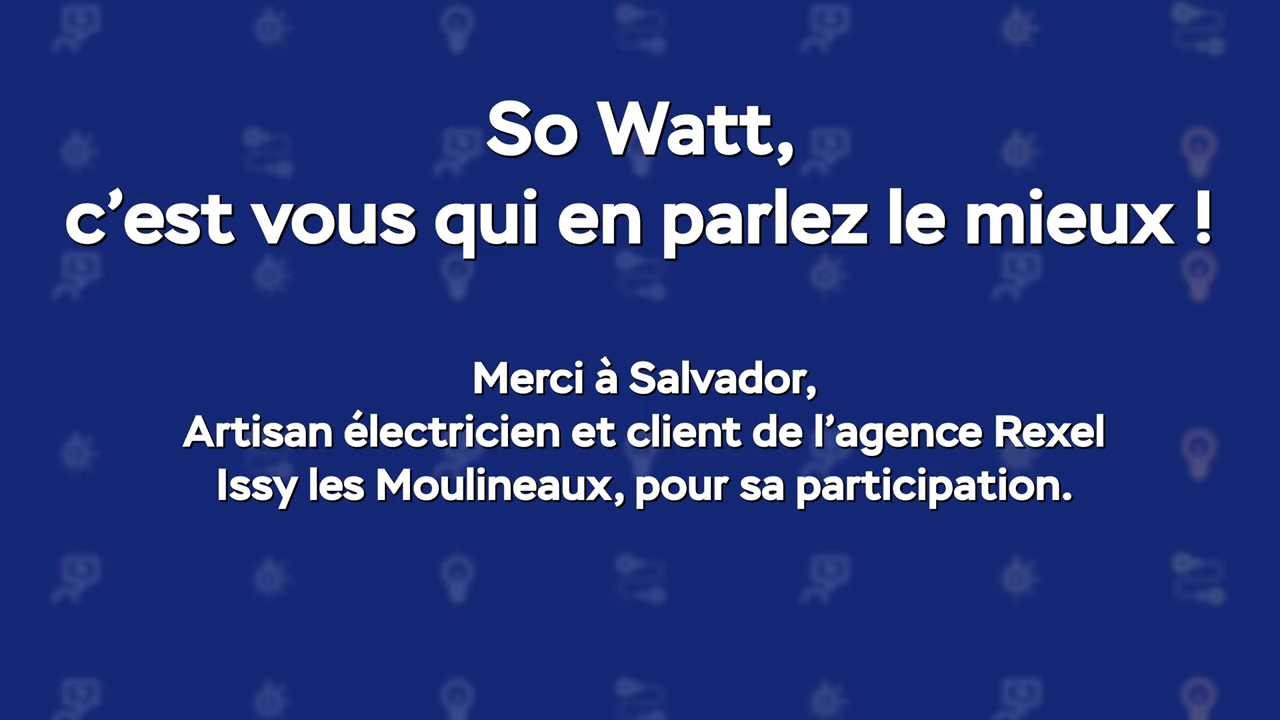 So Watt,
c’est vous qui en parlez le mieux !
Merci à Salvador,
Artisan électricien et client de l’agence Rexel
Issy les Moulineaux, pour sa participation.